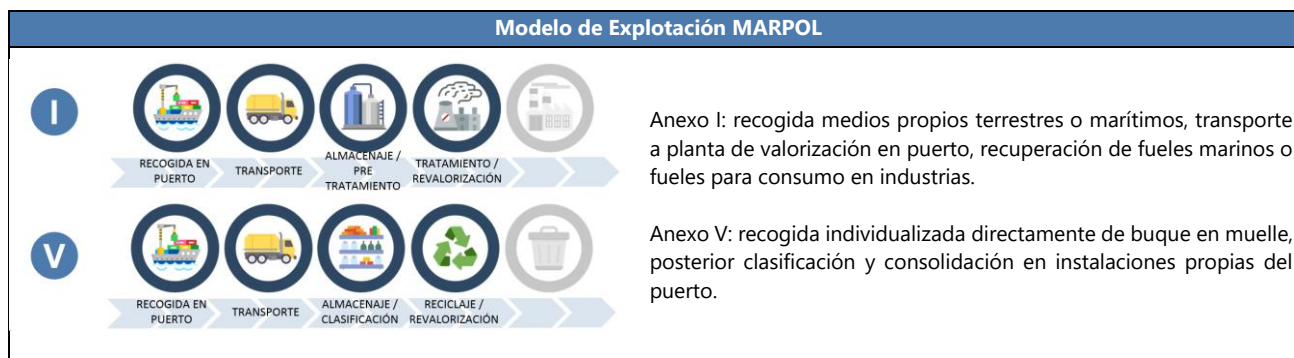 Modelo de Explotación MARPOL
I
RECOGIDA EN
PUERTO
TRANSPORTE
ALMACENAJE /
PRE
TRATAMIENTO
TRATAMIENTO /
REVALORIZACIÓN
Anexo I: recogida medios propios terrestres o marítimos, transporte
a planta de valorización en puerto, recuperación de fueles marinos o
fueles para consumo en industrias.
V
RECOGIDA EN
PUERTO
TRANSPORTE
ALMACENAJE /
CLASIFICACIÓN
RECICLAJE /
REVALORIZACIÓN
Anexo V: recogida individualizada directamente de buque en muelle,
posterior clasificación y consolidación en instalaciones propias del
puerto.